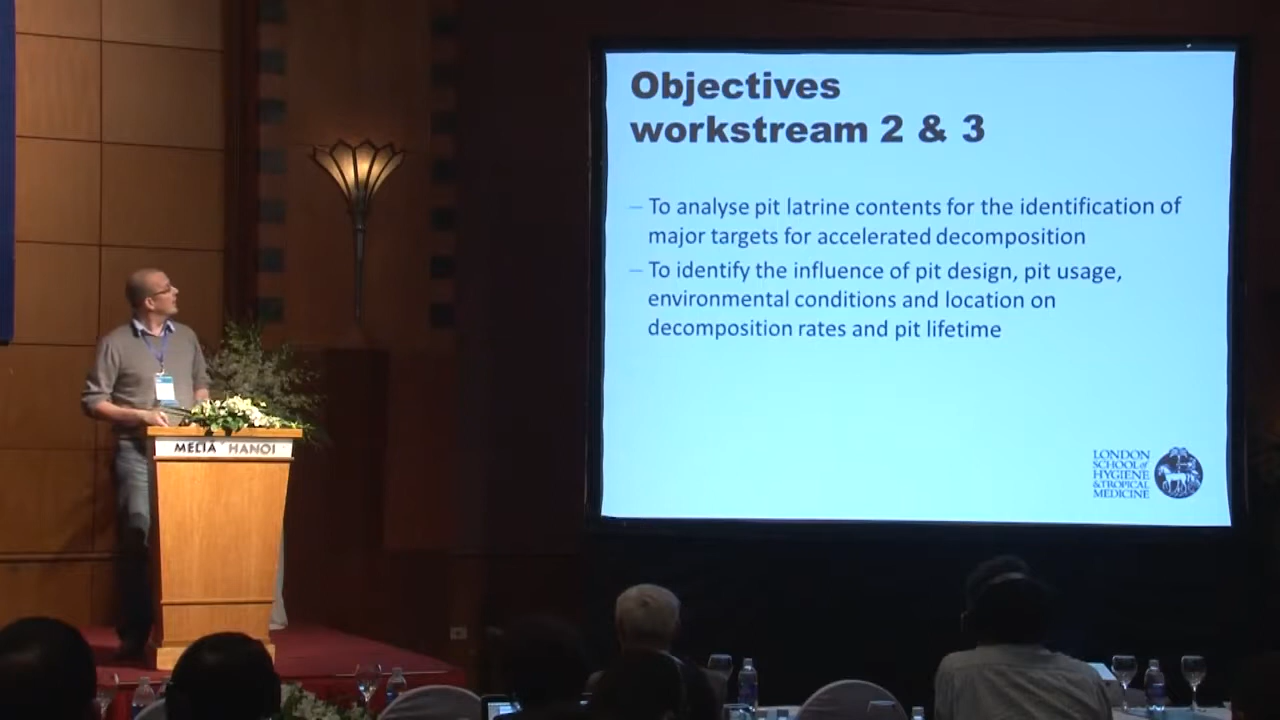 Objectives
workstream 2 & 3
– To analyse pit latrine contents for the identification of
major targets for accelerated decomposition
– To identify the influence of pit design, pit usage,
environmental conditions and location on
decomposition rates and pit lifetime
LONDON
SCHOOL of
HYGIENE
& TROPICAL
MEDICINE
MELIÃ HANOI